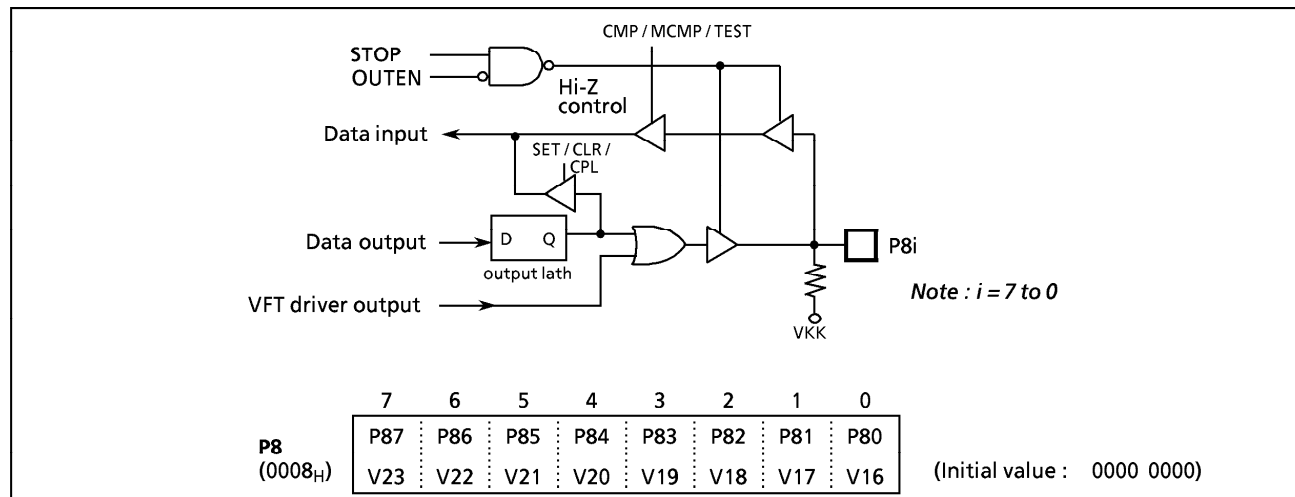 CMP / MCMP / TEST
STOP
OUTEN
Hi-Z
control
Data input
SET / CLR /
CPL
Data output
D Q
output lath
P8i
VFT driver output
Note : i = 7 to 0
VKK
7 6 5 4 3 2 1 0
P8
(0008H)
P87 P86 P85 P84 P83 P82 P81 P80
V23 V22 V21 V20 V19 V18 V17 V16
(Initial value : 0000 0000)